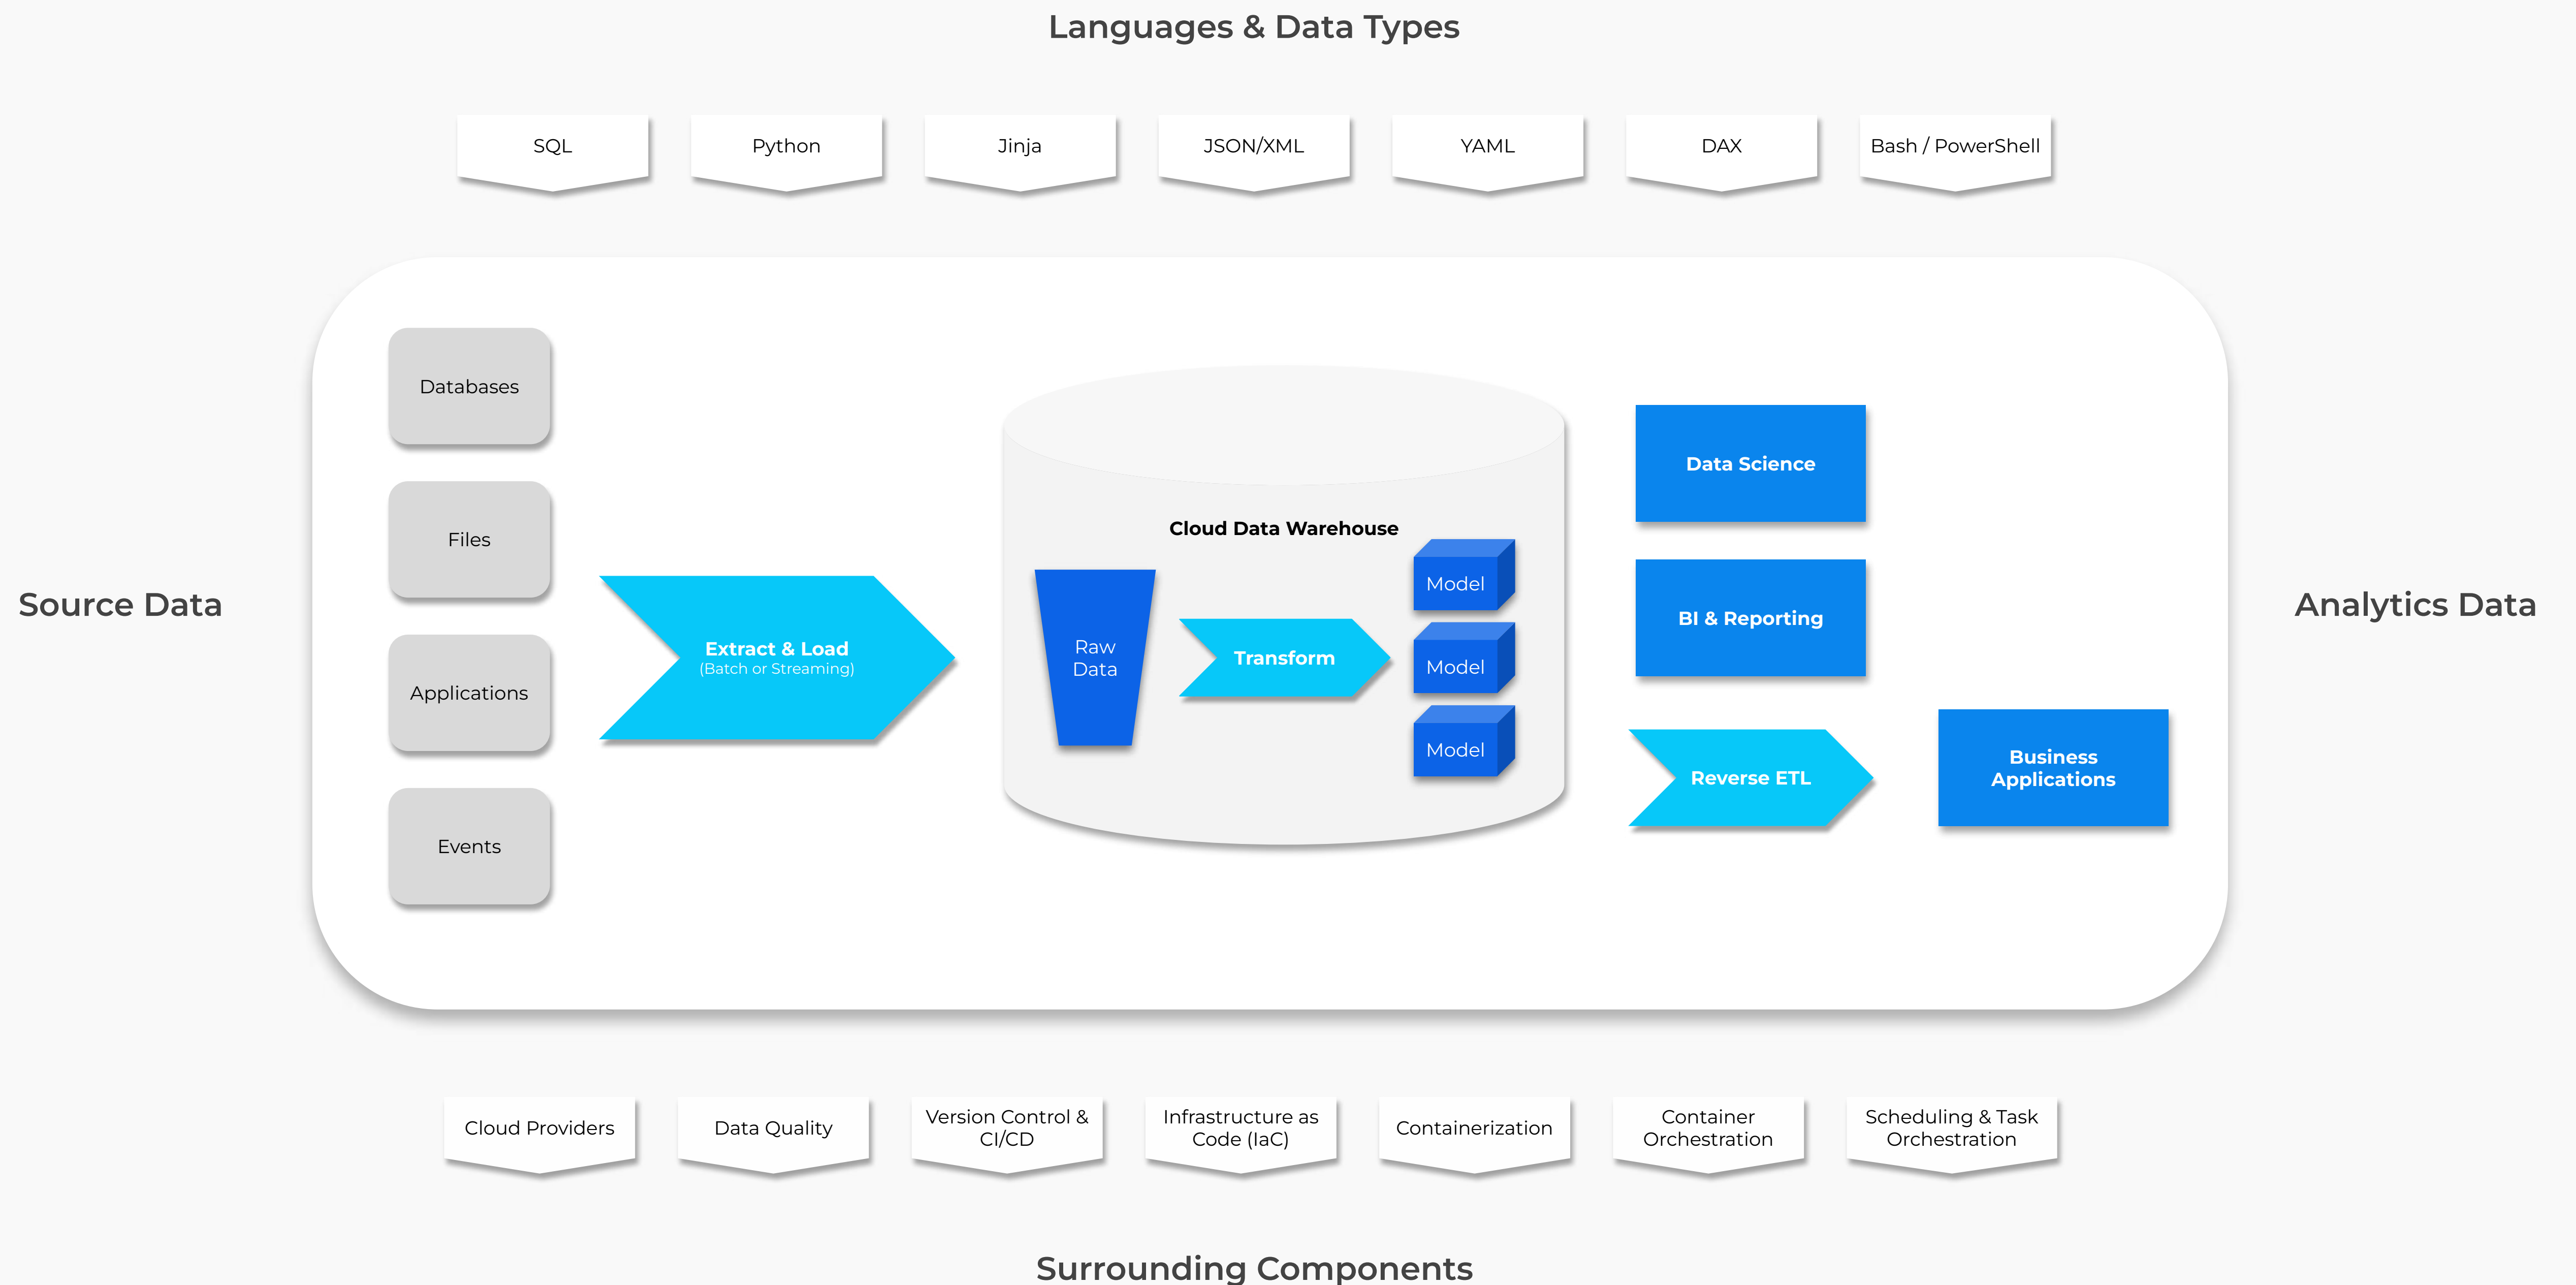 Languages & Data Types
SQL
Python
Jinja
JSON/XML
YAML
DAX
Bash / PowerShell
Source Data
Databases
Files
Applications
Events
Extract & Load
(Batch or Streaming)
Cloud Data Warehouse
Raw
Data
Transform
Model
Model
Model
Data Science
BI & Reporting
Reverse ETL
Business
Applications
Analytics Data
Cloud Providers
Data Quality
Version Control &
CI/CD
Infrastructure as
Code (IaC)
Containerization
Container
Orchestration
Scheduling & Task
Orchestration
Surrounding Components